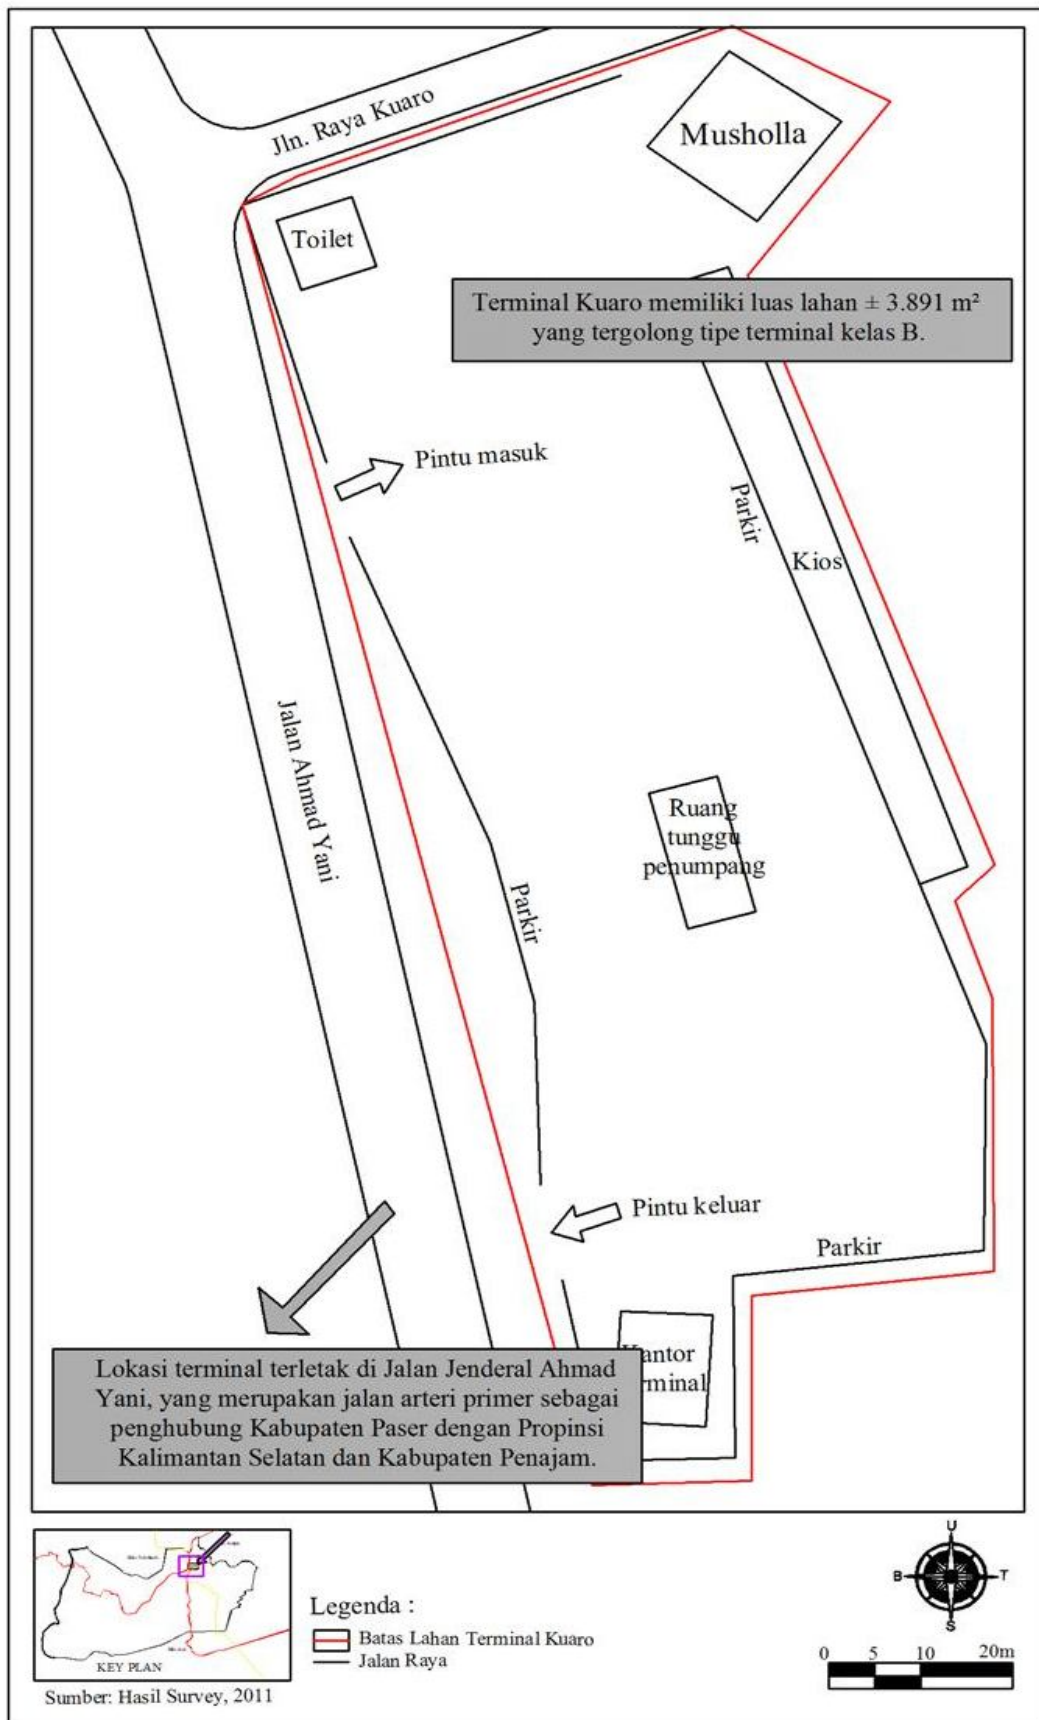 Jln. Raya Kuaro
Musholla
Toilet
Terminal Kuaro memiliki luas lahan ± 3.891 m²
yang tergolong tipe terminal kelas B.
Pintu masuk
Parkir
Kios
Jalan Ahmad Yani
Ruang
tunggu
penumpang
Parkir
Pintu keluar
Parkir
Kantor
rminal
Lokasi terminal terletak di Jalan Jenderal Ahmad
Yani, yang merupakan jalan arteri primer sebagai
penghubung Kabupaten Paser dengan Propinsi
Kalimantan Selatan dan Kabupaten Penajam.
KEY PLAN
Sumber: Hasil Survey, 2011
Legenda :
Batas Lahan Terminal Kuaro
Jalan Raya
U
B T
S
0 5 10 20m